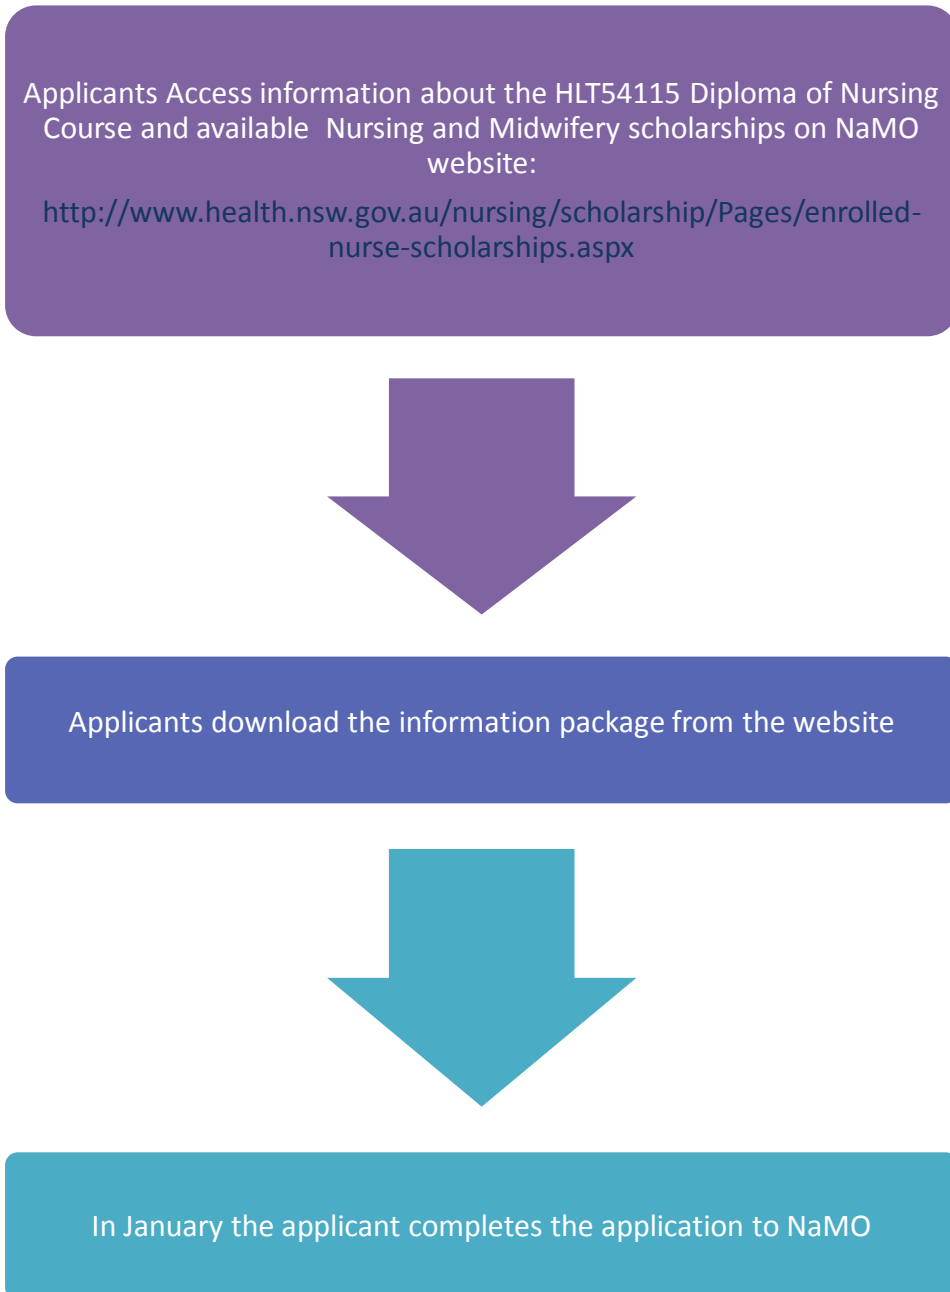 Applicants Access information about the HLT54115 Diploma of Nursing
Course and available  Nursing and Midwifery scholarships on NaMO
website:
http://www.health.nsw.gov.au/nursing/scholarship/Pages/enrolled-
nurse-scholarships.aspx
Applicants download the information package from the website
In January the applicant completes the application to NaMO